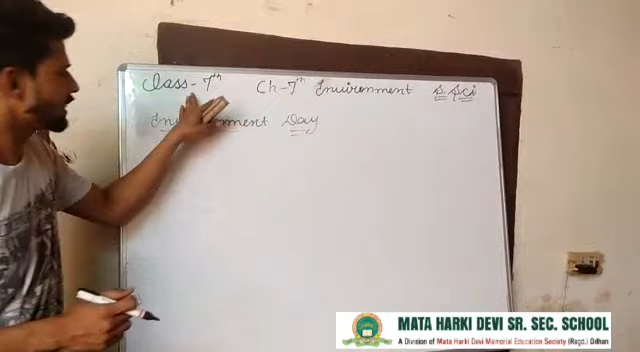 Class - 7th Ch - 7th Environment S. Sci
Environment Day
MATA HARKI DEVI SR. SEC. SCHOOL
A Division of Mata Harki Devi Memorial Education Society (Regd.) Odhan